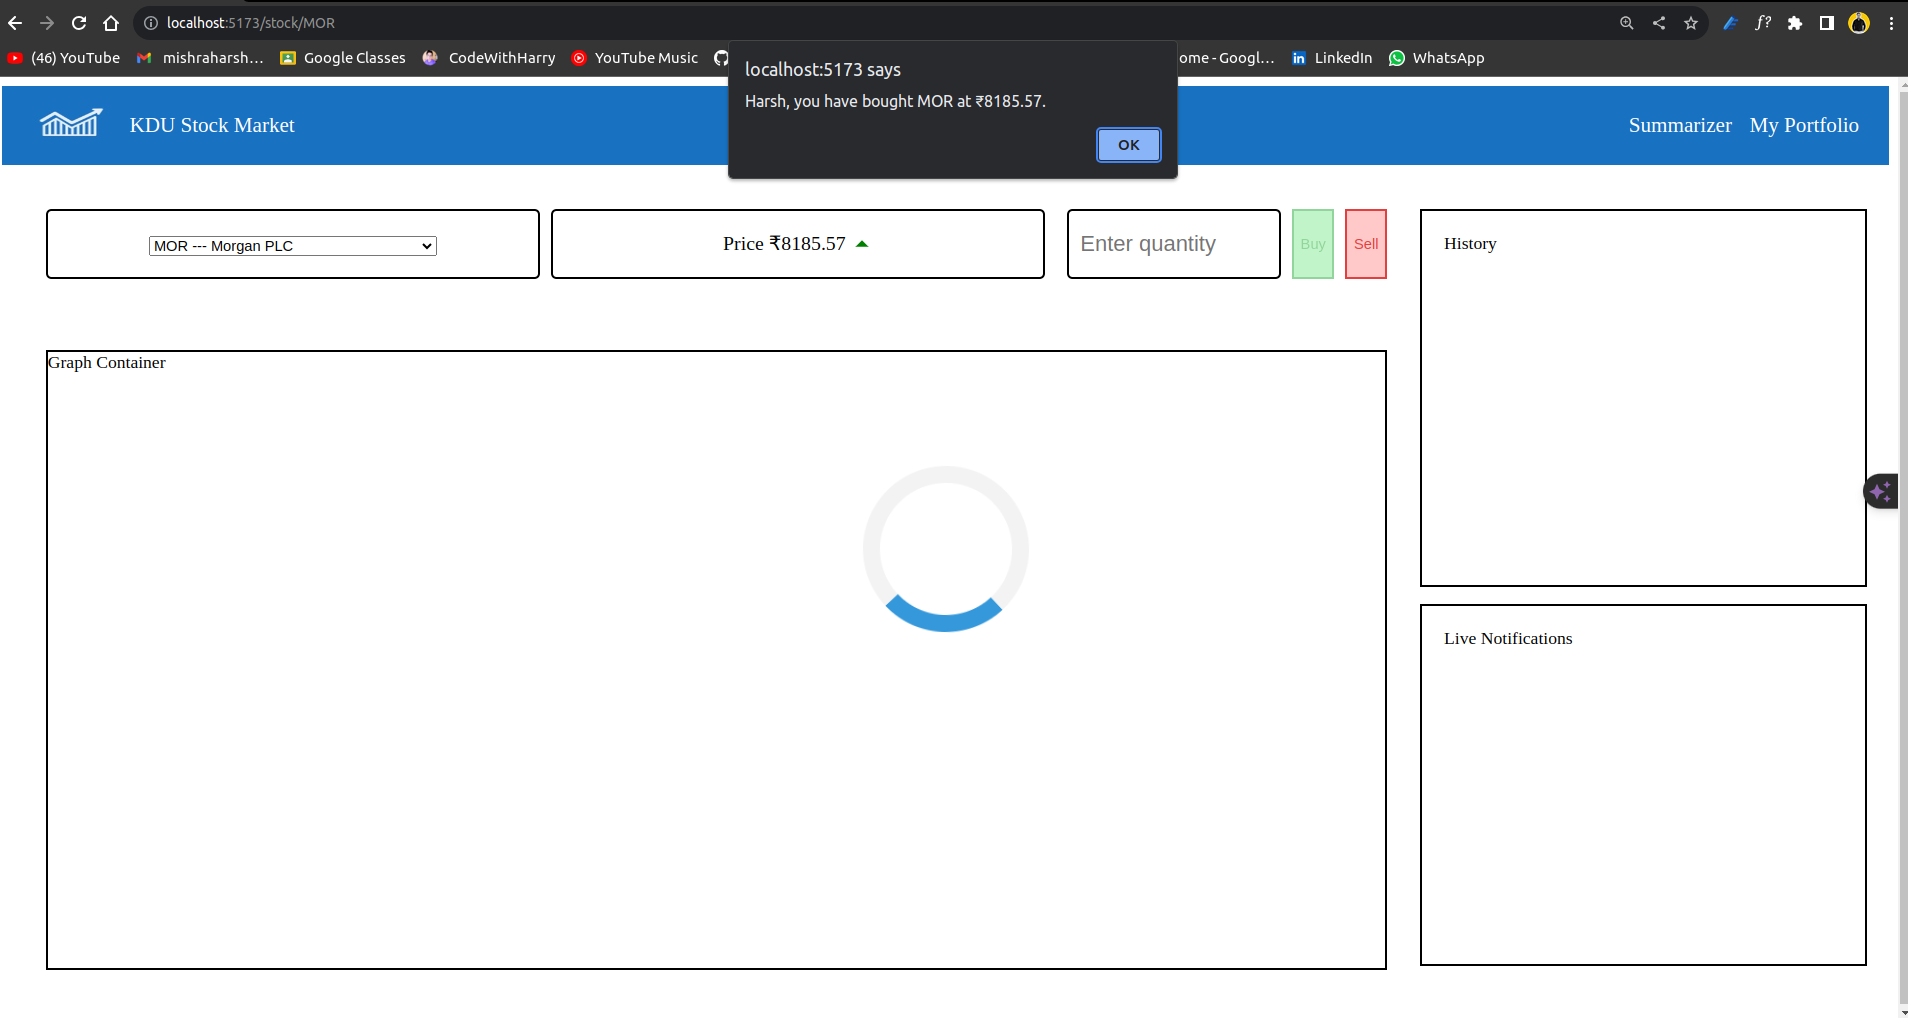 localhost:5173/stock/MOR
(46) YouTube mishraharsh... Google Classes CodeWithHarry YouTube Music ome - Googl... LinkedIn WhatsApp
localhost:5173 says
Harsh, you have bought MOR at ₹8185.57.
OK
KDU Stock Market Summarizer My Portfolio
MOR --- Morgan PLC Price ₹8185.57 Enter quantity Buy Sell
History
Graph Container
Live Notifications